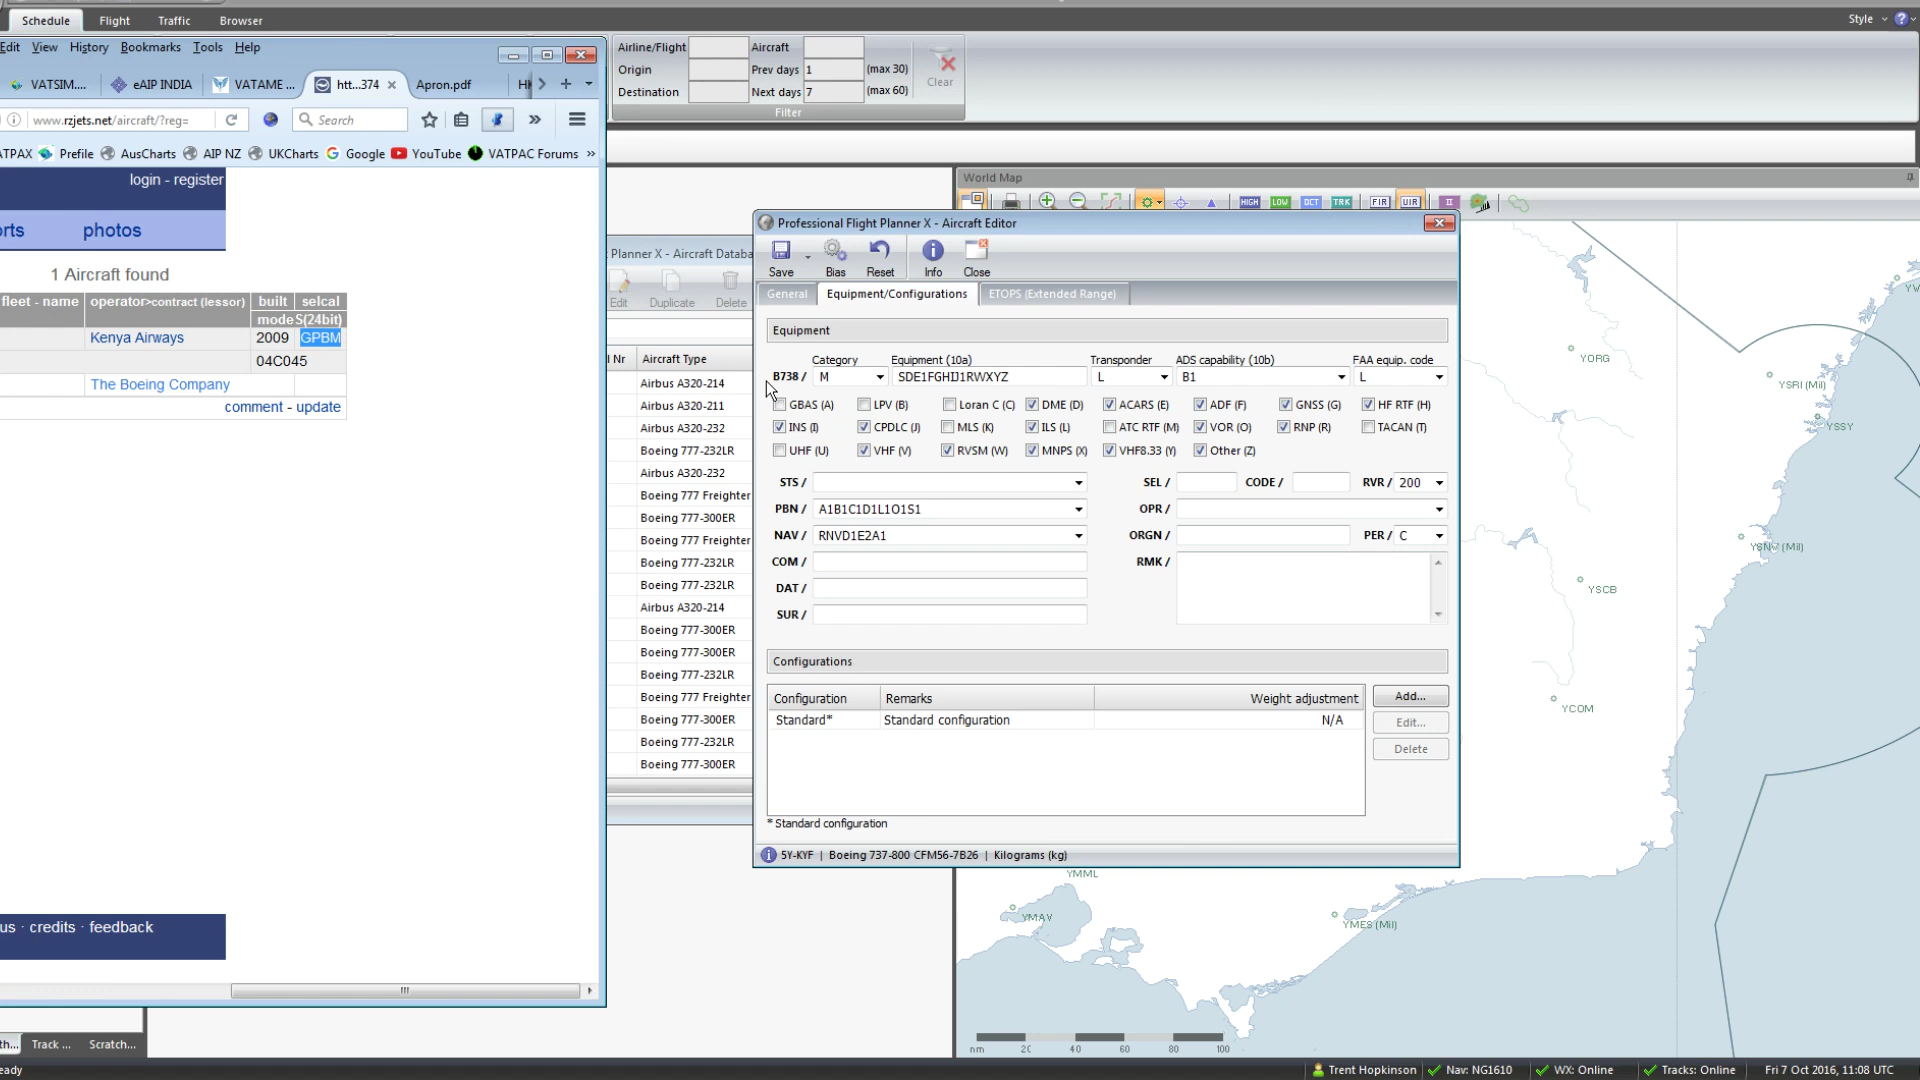 Schedule Flight Traffic Browser Style
Edit View History Bookmarks Tools Help
Airline/Flight Aircraft
Origin Prev days 1 (max 30)
Destination Next days 7 (max 60)
Clear
Filter
VATSIM.... eAIP INDIA VATAME ... htt...374 Apron.pdf
www.rzjets.net/aircraft/?reg= Search
Prefile AusCharts AIP NZ UKCharts Google YouTube VATPAC Forums »
World Map
login - register
photos
HIGH LOW OCT TRK FIR UIR
1 Aircraft found
fleet - name operator>contract (lessor) built selcal
modeS(24bit)
Kenya Airways 2009 GPBM
04C045
The Boeing Company
comment - update
us · credits · feedback
Track ... Scratch...
Planner X - Aircraft Databa
Edit Duplicate Delete
Nr Aircraft Type
Airbus A320-214
Airbus A320-211
Airbus A320-232
Boeing 777-232LR
Airbus A320-232
Boeing 777 Freighter
Boeing 777-300ER
Boeing 777 Freighter
Boeing 777-232LR
Boeing 777-232LR
Airbus A320-214
Boeing 777-300ER
Boeing 777-300ER
Boeing 777-232LR
Boeing 777 Freighter
Boeing 777-300ER
Boeing 777-232LR
Boeing 777-300ER
Professional Flight Planner X - Aircraft Editor
Save Bias Reset Info Close
General Equipment/Configurations ETOPS (Extended Range)
Equipment
Category Equipment (10a) Transponder ADS capability (10b) FAA equip. code
B738 / M SDE1FGHIJ1RWXYZ L B1 L
GBAS (A) LPV (B) Loran C (C) DME (D) ACARS (E) ADF (F) GNSS (G) HF RTF (H)
INS (I) CPDLC (J) MLS (K) ILS (L) ATC RTF (M) VOR (O) RNP (R) TACAN (T)
UHF (U) VHF (V) RVSM (W) MNPS (X) VHF8.33 (Y) Other (Z)
STS / SEL / CODE / RVR / 200
PBN / A1B1C1D1L1O1S1 OPR /
NAV / RNVD1E2A1 ORGN / PER / C
COM / RMK /
DAT /
SUR /
Configurations
Configuration Remarks Weight adjustment
Standard* Standard configuration N/A
Add...
Edit...
Delete
* Standard configuration
5Y-KYF | Boeing 737-800 CFM56-7B26 | Kilograms (kg)
YORG
YSRI (Mil)
YSSY
YSNW (Mil)
YSCB
YCOM
YMML
YMAV
YMES (Mil)
nm 20 40 60 80 100
Trent Hopkinson Nav: NG1610 WX: Online Tracks: Online Fri 7 Oct 2016, 11:08 UTC